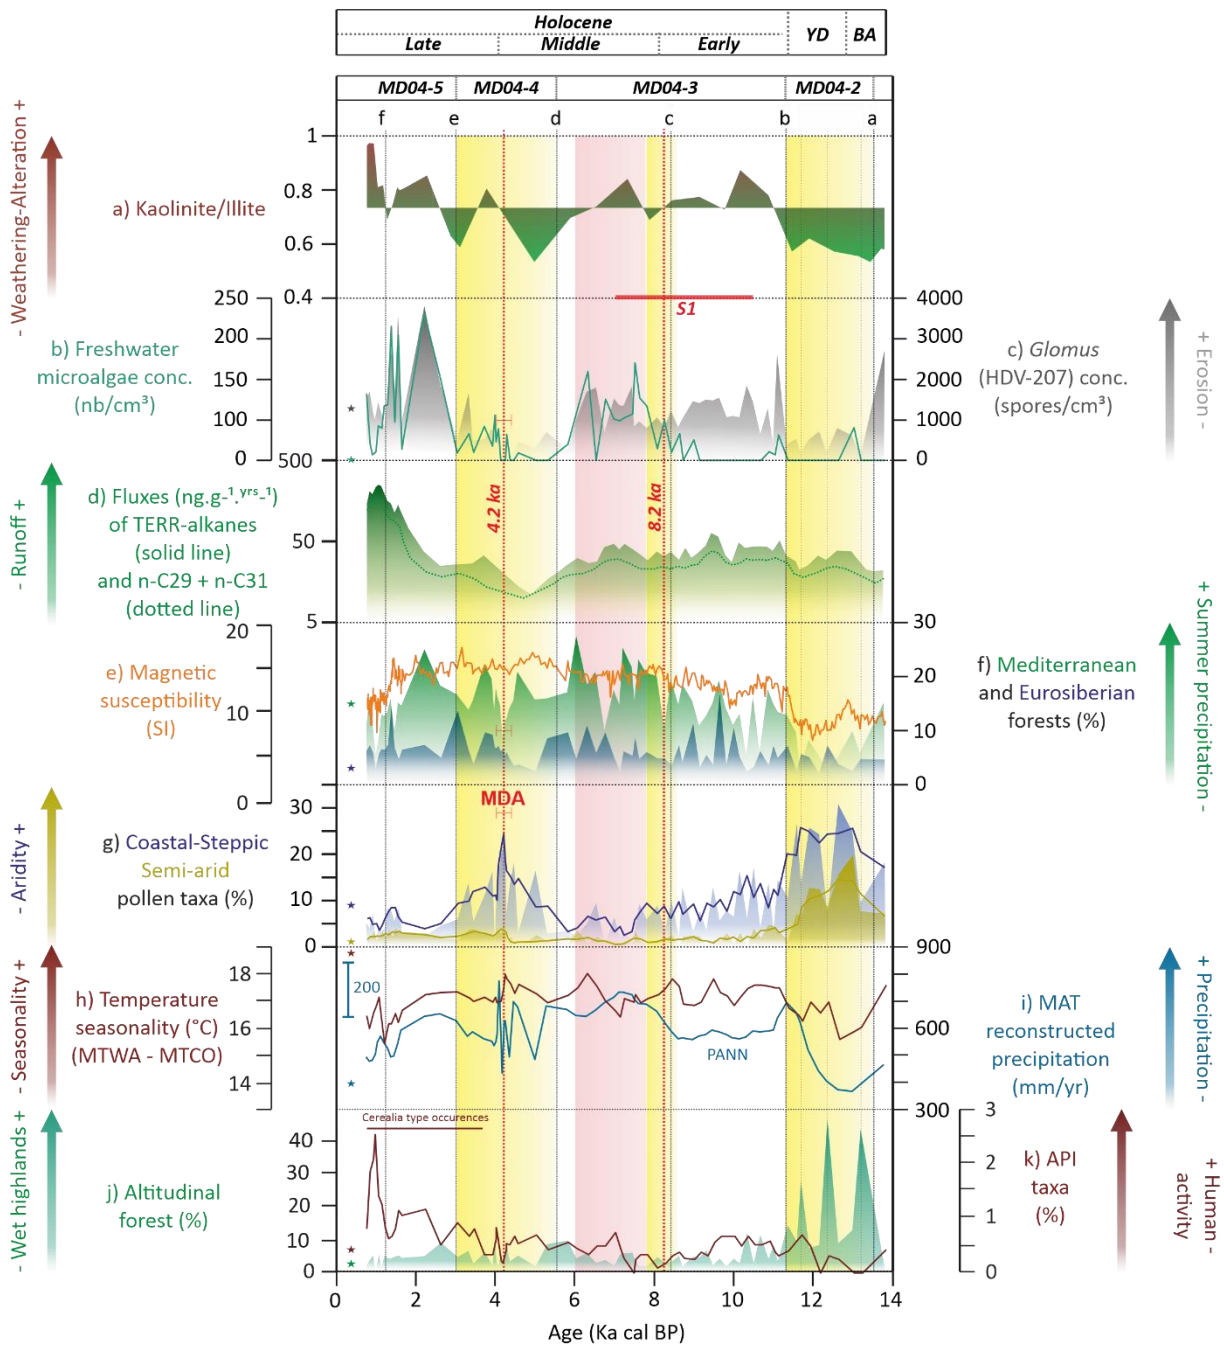 Holocene
Late Middle Early YD BA
MD04-5 MD04-4 MD04-3 MD04-2
f e d c b a
- Weathering-Alteration +
a) Kaolinite/Illite
1
0.8
0.6
0.4
S1
b) Freshwater
microalgae conc.
(nb/cm³)
250
200
150
100
0
4000
3000
2000
1000
0
c) Glomus
(HDV-207) conc.
(spores/cm³)
+ Erosion -
- Runoff +
d) Fluxes (ng.g-¹.ʸʳˢ-¹)
of TERR-alkanes
(solid line)
and n-C29 + n-C31
(dotted line)
500
50
5
4.2 ka
8.2 ka
e) Magnetic
susceptibility
(SI)
20
10
0
30
20
10
0
f) Mediterranean
and Eurosiberian
forests (%)
+ Summer precipitation -
- Aridity +
g) Coastal-Steppic
Semi-arid
pollen taxa (%)
30
20
10
0
MDA
- Seasonality +
h) Temperature
seasonality (°C)
(MTWA - MTCO)
18
16
14
200
PANN
900
600
300
i) MAT
reconstructed
precipitation
(mm/yr)
+ Precipitation -
- Wet highlands +
j) Altitudinal
forest (%)
Cerealia type occurences
40
30
20
10
0
3
2
1
0
k) API
taxa
(%)
+ Human -
activity
0 2 4 6 8 10 12 14
Age (Ka cal BP)